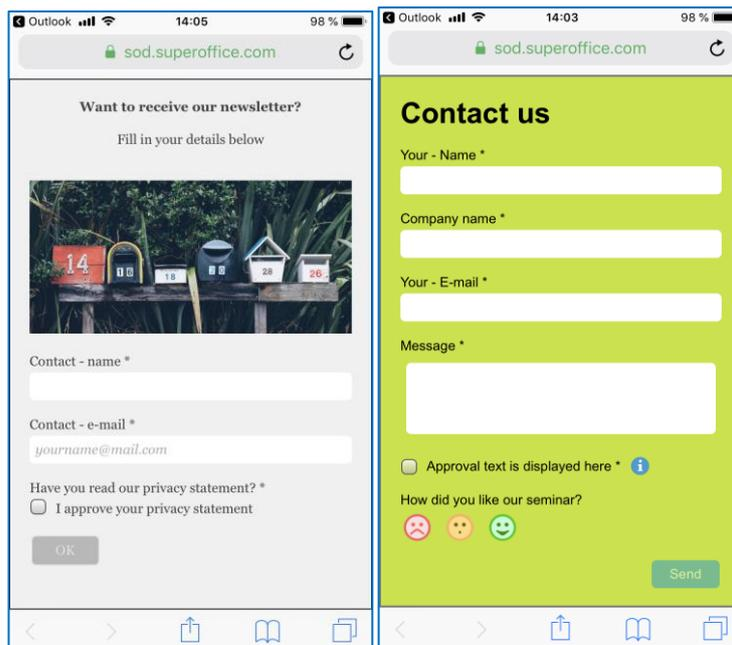 Outlook 14:05 98 %
sod.superoffice.com
Want to receive our newsletter?
Fill in your details below
14 16 18 20 28 26
Contact - name *
Contact - e-mail *
yourname@mail.com
Have you read our privacy statement? *
I approve your privacy statement
OK
Outlook 14:03 98 %
sod.superoffice.com
Contact us
Your - Name *
Company name *
Your - E-mail *
Message *
Approval text is displayed here * i
How did you like our seminar?
Send